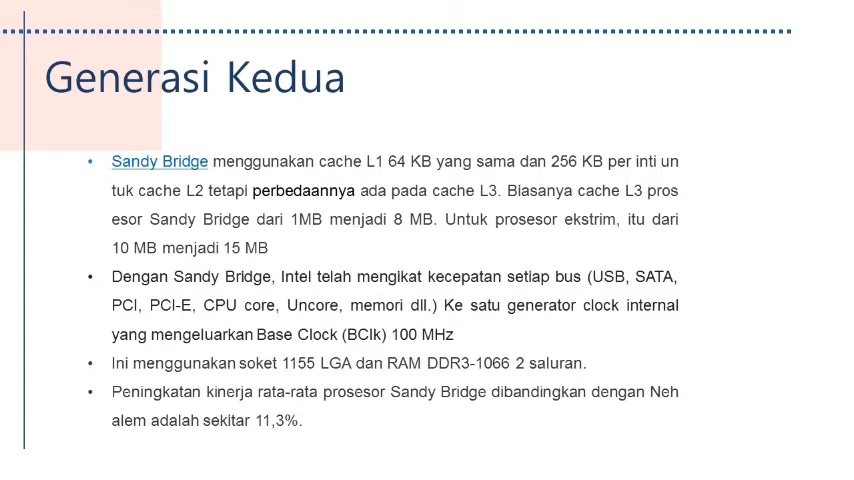 Generasi Kedua
• Sandy Bridge menggunakan cache L1 64 KB yang sama dan 256 KB per inti un
tuk cache L2 tetapi perbedaannya ada pada cache L3. Biasanya cache L3 pros
esor Sandy Bridge dari 1MB menjadi 8 MB. Untuk prosesor ekstrim, itu dari
10 MB menjadi 15 MB
• Dengan Sandy Bridge, Intel telah mengikat kecepatan setiap bus (USB, SATA,
PCI, PCI-E, CPU core, Uncore, memori dll.) Ke satu generator clock internal
yang mengeluarkan Base Clock (BClk) 100 MHz
• Ini menggunakan soket 1155 LGA dan RAM DDR3-1066 2 saluran.
• Peningkatan kinerja rata-rata prosesor Sandy Bridge dibandingkan dengan Neh
alem adalah sekitar 11,3%.